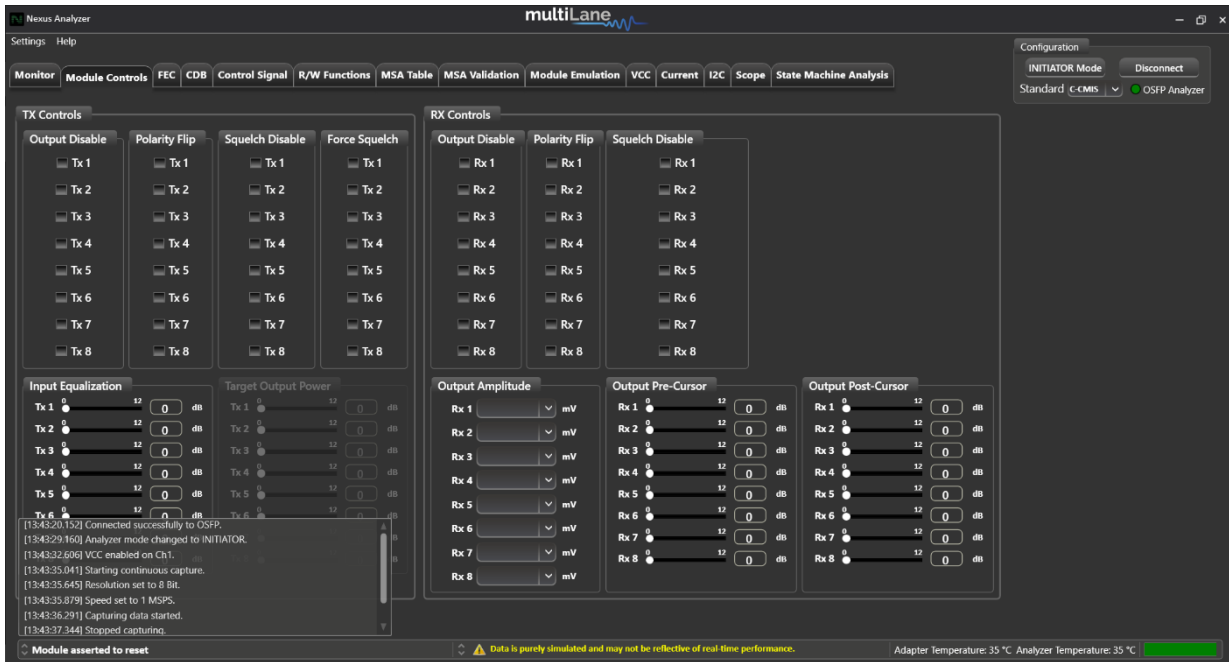 Nexus Analyzer
multiLane
Settings Help
Configuration
INITIATOR Mode Disconnect
Standard C-CMIS OSFP Analyzer
Monitor Module Controls FEC CDB Control Signal R/W Functions MSA Table MSA Validation Module Emulation VCC Current I2C Scope State Machine Analysis
TX Controls RX Controls
Output Disable Polarity Flip Squelch Disable Force Squelch Output Disable Polarity Flip Squelch Disable
Tx 1 Tx 1 Tx 1 Tx 1 Rx 1 Rx 1 Rx 1
Tx 2 Tx 2 Tx 2 Tx 2 Rx 2 Rx 2 Rx 2
Tx 3 Tx 3 Tx 3 Tx 3 Rx 3 Rx 3 Rx 3
Tx 4 Tx 4 Tx 4 Tx 4 Rx 4 Rx 4 Rx 4
Tx 5 Tx 5 Tx 5 Tx 5 Rx 5 Rx 5 Rx 5
Tx 6 Tx 6 Tx 6 Tx 6 Rx 6 Rx 6 Rx 6
Tx 7 Tx 7 Tx 7 Tx 7 Rx 7 Rx 7 Rx 7
Tx 8 Tx 8 Tx 8 Tx 8 Rx 8 Rx 8 Rx 8
Input Equalization
Tx 1 0 12 0 dB
Tx 2 0 12 0 dB
Tx 3 0 12 0 dB
Tx 4 0 12 0 dB
Tx 5 0 12 0 dB
Tx 6 0 12 0 dB
Target Output Power
Tx 1 0 12 0 dB
Tx 2 0 12 0 dB
Tx 3 0 12 0 dB
Tx 4 0 12 0 dB
Tx 5 0 12 0 dB
Tx 6 0 12 0 dB
Output Amplitude
Rx 1 mV
Rx 2 mV
Rx 3 mV
Rx 4 mV
Rx 5 mV
Rx 6 mV
Rx 7 mV
Rx 8 mV
Output Pre-Cursor
Rx 1 0 12 0 dB
Rx 2 0 12 0 dB
Rx 3 0 12 0 dB
Rx 4 0 12 0 dB
Rx 5 0 12 0 dB
Rx 6 0 12 0 dB
Rx 7 0 12 0 dB
Rx 8 0 12 0 dB
Output Post-Cursor
Rx 1 0 12 0 dB
Rx 2 0 12 0 dB
Rx 3 0 12 0 dB
Rx 4 0 12 0 dB
Rx 5 0 12 0 dB
Rx 6 0 12 0 dB
Rx 7 0 12 0 dB
Rx 8 0 12 0 dB
[13:43:20.152] Connected successfully to OSFP.
[13:43:29.160] Analyzer mode changed to INITIATOR.
[13:43:32.606] VCC enabled on Ch1.
[13:43:35.041] Starting continuous capture.
[13:43:35.645] Resolution set to 8 Bit.
[13:43:35.879] Speed set to 1 MSPS.
[13:43:36.291] Capturing data started.
[13:43:37.344] Stopped capturing.
Module asserted to reset
Data is purely simulated and may not be reflective of real-time performance.
Adapter Temperature: 35 °C Analyzer Temperature: 35 °C